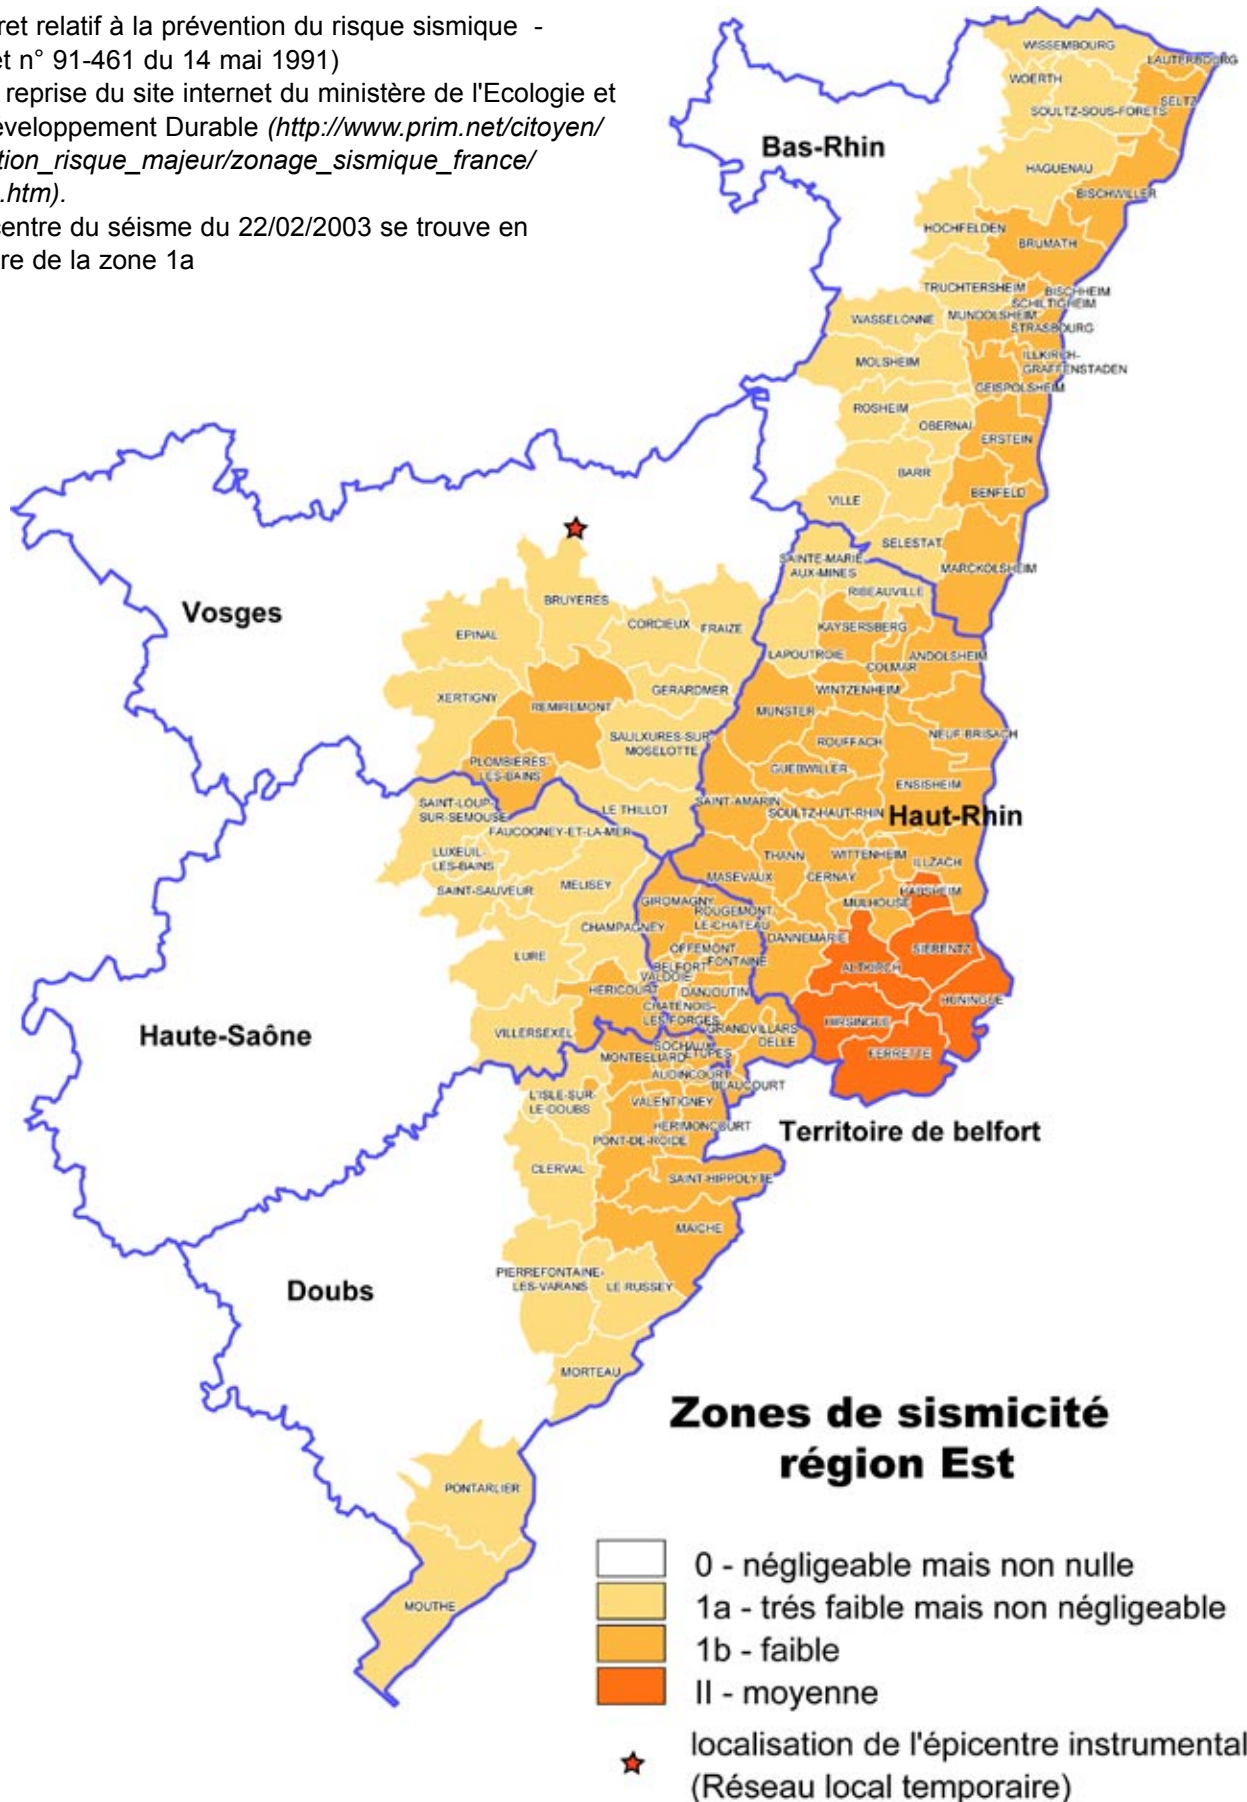 ret relatif à la prévention du risque sismique -
et n° 91-461 du 14 mai 1991)
reprise du site internet du ministère de l'Ecologie et
eveloppement Durable (http://www.prim.net/citoyen/
tion_risque_majeur/zonage_sismique_france/
.htm).
centre du séisme du 22/02/2003 se trouve en
re de la zone 1a
WISSEMBOURG
LAUTERBOURG
WOERTH
SELTZ
SOULTZ-SOUS-FORETS
Bas-Rhin
HAGUENAU
BISCHWILLER
HOCHFELDEN
BRUMATH
TRUCHTERSHEIM
BISCHHEIM
SCHILTIGHEIM
WASSELONNE
MUNDOLSHEIM
STRASBOURG
MOLSHEIM
ILLKIRCH-
GRAFFENSTADEN
GEISPOLSHEIM
ROSHEIM
OBERNAI
ERSTEIN
BARR
VILLE
BENFELD
SELESTAT
SAINTE-MARIE
AUX-MINES
MARCKOLSHEIM
RIBEAUVILLE
Vosges
BRUYERES
EPINAL
CORCIEUX
FRAIZE
KAYSERSBERG
LAPOUTROIE
ANDOLSHEIM
COLMAR
XERTIGNY
REMIREMONT
GERARDMER
WINTZENHEIM
MUNSTER
SAULXURES-SUR
MOSELOTTE
ROUFFACH
NEUF-BRISACH
PLOMBIERES-
LES-BAINS
GUEBWILLER
ENSISHEIM
SAINT-LOUP-
SUR-SEMOUSE
LE THILLOT
SAINT-AMARIN
SOULTZ-HAUT-RHIN
Haut-Rhin
FAUCOGNEY-ET-LA-MER
LUXEUIL-
LES-BAINS
THANN
WITTENHEIM
ILLZACH
SAINT-SAUVEUR
MELISEY
MASEVAUX
CERNAY
HABSHEIM
MULHOUSE
GIROMAGNY
ROUGEMONT-
LE-CHATEAU
CHAMPAGNEY
DANNEMARIE
LURE
OFFEMONT
SIERENTZ
BELFORT
FONTAINE
VALDOIE
ALTKIRCH
HERICOURT
DANJOUTIN
HUNINGUE
CHATENOIS-
LES-FORGES
VILLERSEXEL
GRANDVILLARS
HIRSINGUE
DELLE
Haute-Saône
SOCHAUX
ETUPES
MONTBELIARD
FERRETTE
AUDINCOURT
BEAUCOURT
L'ISLE-SUR-
LE-DOUBS
VALENTIGNEY
HERIMONCOURT
Territoire de belfort
PONT-DE-ROIDE
CLERVAL
SAINT-HIPPOLYTE
MAICHE
Doubs
PIERREFONTAINE-
LES-VARANS
LE RUSSEY
MORTEAU
PONTARLIER
MOUTHE
Zones de sismicité
région Est
0 - négligeable mais non nulle
1a - trés faible mais non négligeable
1b - faible
II - moyenne
localisation de l'épicentre instrumental
(Réseau local temporaire)